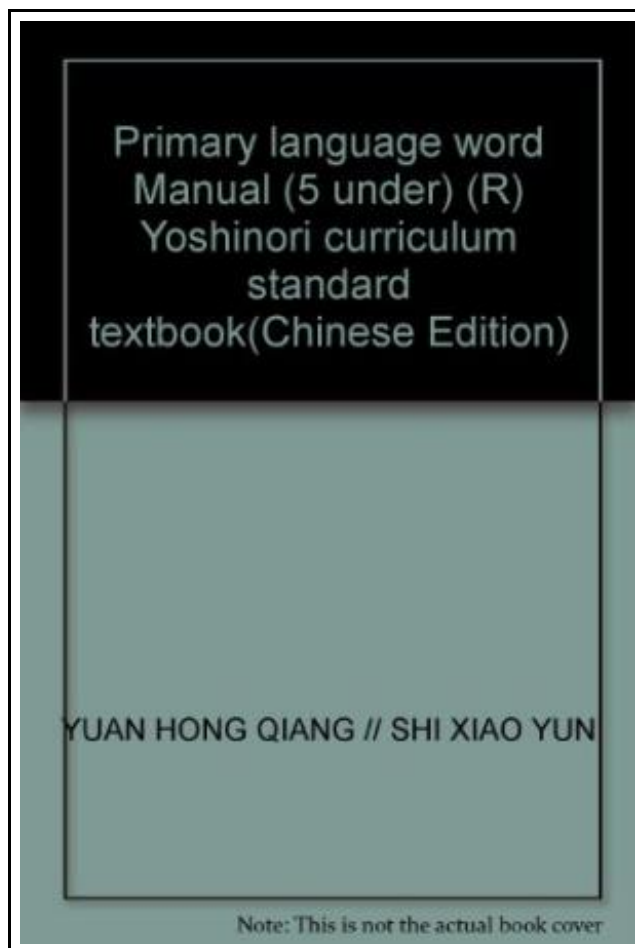 Primary language word
Manual (5 under) (R)
Yoshinori curriculum
standard
textbook(Chinese Edition)
YUAN HONG QIANG // SHI XIAO YUN
Note: This is not the actual book cover